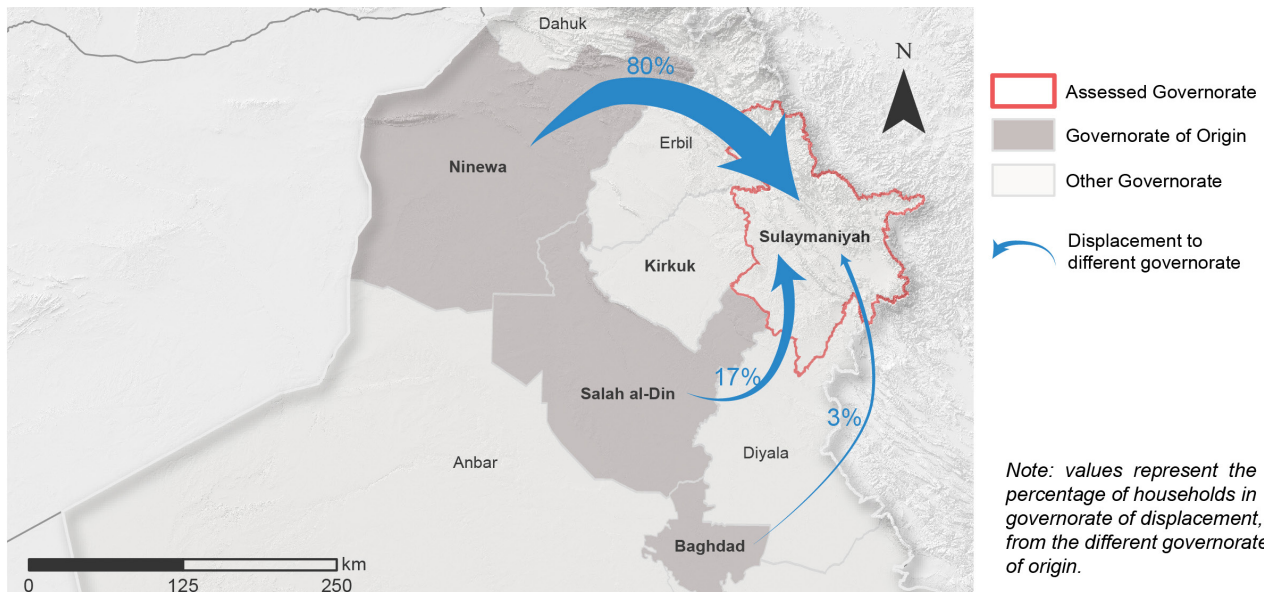 Dahuk
80%
N
Erbil
Ninewa
Sulaymaniyah
Kirkuk
17%
Salah al-Din
3%
Diyala
Anbar
Baghdad
km
0
125
250
Assessed Governorate
Governorate of Origin
Other Governorate
Displacement to
different governorate
Note: values represent the
percentage of households in
governorate of displacement,
from the different governorate
of origin.